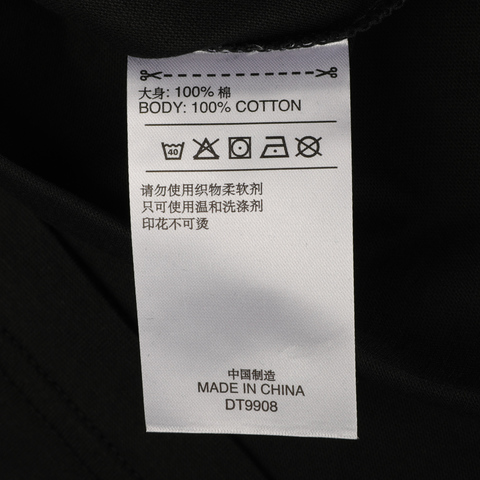 大身: 100% 棉
BODY: 100% COTTON
40
请勿使用织物柔软剂
只可使用温和洗涤剂
印花不可烫
中国制造
MADE IN CHINA
DT9908